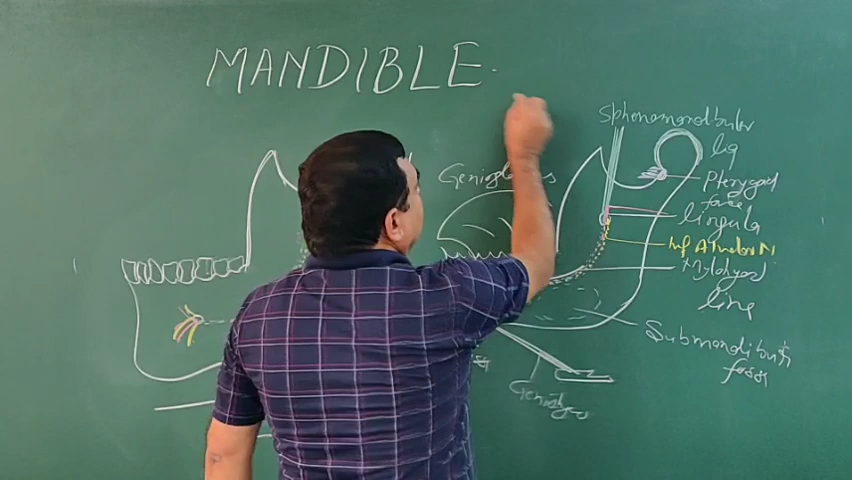 MANDIBLE.
Sphenomandibular
lig
Pterygoid
fovea
lingula
Inf Alveolar N
Mylohyoid
line
Submandibular
fossa